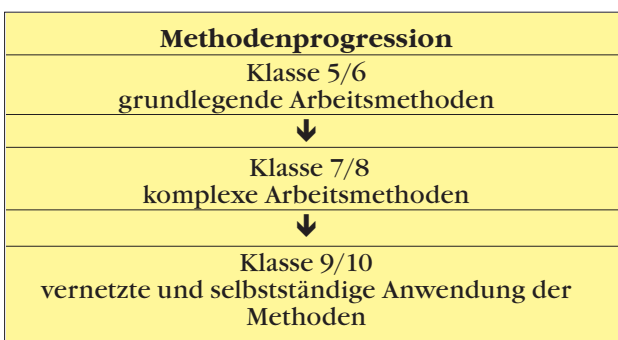 Methodenprogression
Klasse 5/6
grundlegende Arbeitsmethoden
🡻
Klasse 7/8
komplexe Arbeitsmethoden
🡻
Klasse 9/10
vernetzte und selbstständige Anwendung der
Methoden